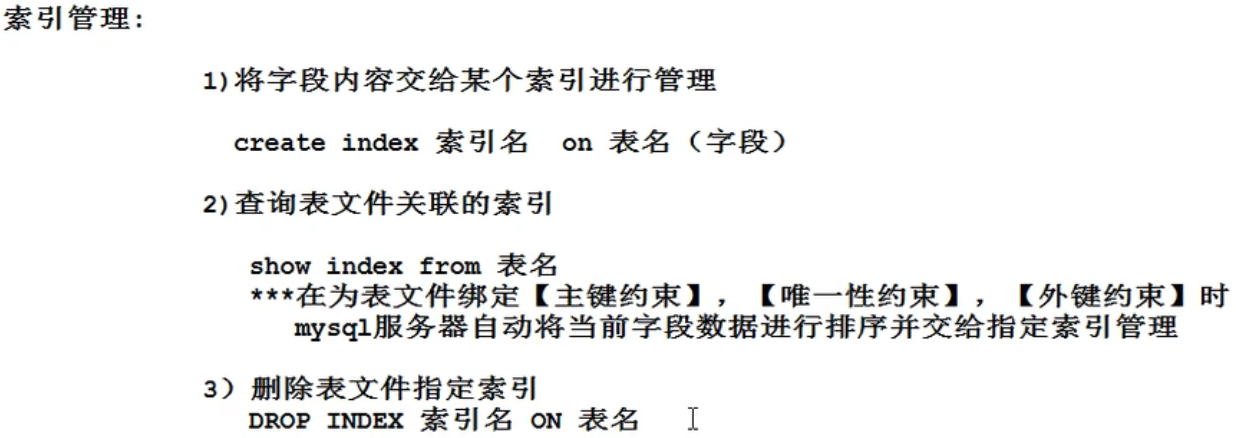 索引管理:
1)将字段内容交给某个索引进行管理
create index 索引名 on 表名（字段）
2)查询表文件关联的索引
show index from 表名
***在为表文件绑定【主键约束】，【唯一性约束】，【外键约束】时
mysql服务器自动将当前字段数据进行排序并交给指定索引管理
3）删除表文件指定索引
DROP INDEX 索引名 ON 表名